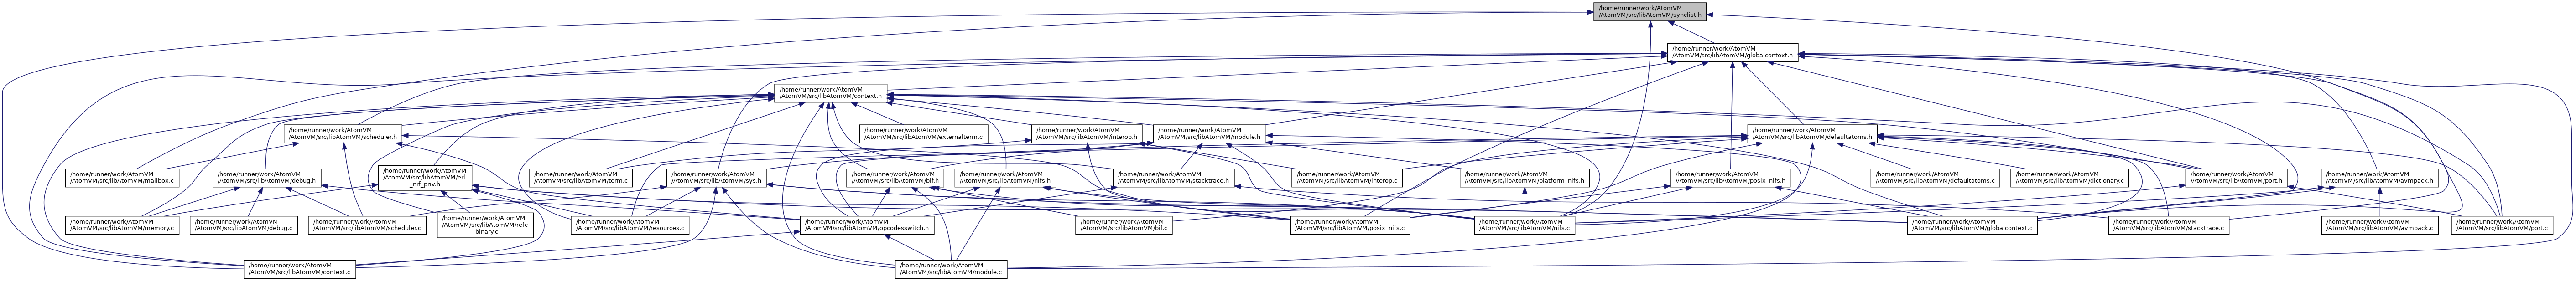 /home/runner/work/AtomVM
/AtomVM/src/libAtomVM/synclist.h
/home/runner/work/AtomVM
/AtomVM/src/libAtomVM/globalcontext.h
/home/runner/work/AtomVM
/AtomVM/src/libAtomVM/context.h
/home/runner/work/AtomVM
/AtomVM/src/libAtomVM/scheduler.h
/home/runner/work/AtomVM
/AtomVM/src/libAtomVM/externalterm.c
/home/runner/work/AtomVM
/AtomVM/src/libAtomVM/interop.h
/home/runner/work/AtomVM
/AtomVM/src/libAtomVM/module.h
/home/runner/work/AtomVM
/AtomVM/src/libAtomVM/defaultatoms.h
/home/runner/work/AtomVM
/AtomVM/src/libAtomVM/mailbox.c
/home/runner/work/AtomVM
/AtomVM/src/libAtomVM/debug.h
/home/runner/work/AtomVM
/AtomVM/src/libAtomVM/erl
_nif_priv.h
/home/runner/work/AtomVM
/AtomVM/src/libAtomVM/term.c
/home/runner/work/AtomVM
/AtomVM/src/libAtomVM/sys.h
/home/runner/work/AtomVM
/AtomVM/src/libAtomVM/bif.h
/home/runner/work/AtomVM
/AtomVM/src/libAtomVM/nifs.h
/home/runner/work/AtomVM
/AtomVM/src/libAtomVM/stacktrace.h
/home/runner/work/AtomVM
/AtomVM/src/libAtomVM/interop.c
/home/runner/work/AtomVM
/AtomVM/src/libAtomVM/platform_nifs.h
/home/runner/work/AtomVM
/AtomVM/src/libAtomVM/posix_nifs.h
/home/runner/work/AtomVM
/AtomVM/src/libAtomVM/defaultatoms.c
/home/runner/work/AtomVM
/AtomVM/src/libAtomVM/dictionary.c
/home/runner/work/AtomVM
/AtomVM/src/libAtomVM/port.h
/home/runner/work/AtomVM
/AtomVM/src/libAtomVM/avmpack.h
/home/runner/work/AtomVM
/AtomVM/src/libAtomVM/memory.c
/home/runner/work/AtomVM
/AtomVM/src/libAtomVM/debug.c
/home/runner/work/AtomVM
/AtomVM/src/libAtomVM/scheduler.c
/home/runner/work/AtomVM
/AtomVM/src/libAtomVM/refc
_binary.c
/home/runner/work/AtomVM
/AtomVM/src/libAtomVM/resources.c
/home/runner/work/AtomVM
/AtomVM/src/libAtomVM/opcodesswitch.h
/home/runner/work/AtomVM
/AtomVM/src/libAtomVM/bif.c
/home/runner/work/AtomVM
/AtomVM/src/libAtomVM/posix_nifs.c
/home/runner/work/AtomVM
/AtomVM/src/libAtomVM/nifs.c
/home/runner/work/AtomVM
/AtomVM/src/libAtomVM/globalcontext.c
/home/runner/work/AtomVM
/AtomVM/src/libAtomVM/stacktrace.c
/home/runner/work/AtomVM
/AtomVM/src/libAtomVM/avmpack.c
/home/runner/work/AtomVM
/AtomVM/src/libAtomVM/port.c
/home/runner/work/AtomVM
/AtomVM/src/libAtomVM/context.c
/home/runner/work/AtomVM
/AtomVM/src/libAtomVM/module.c